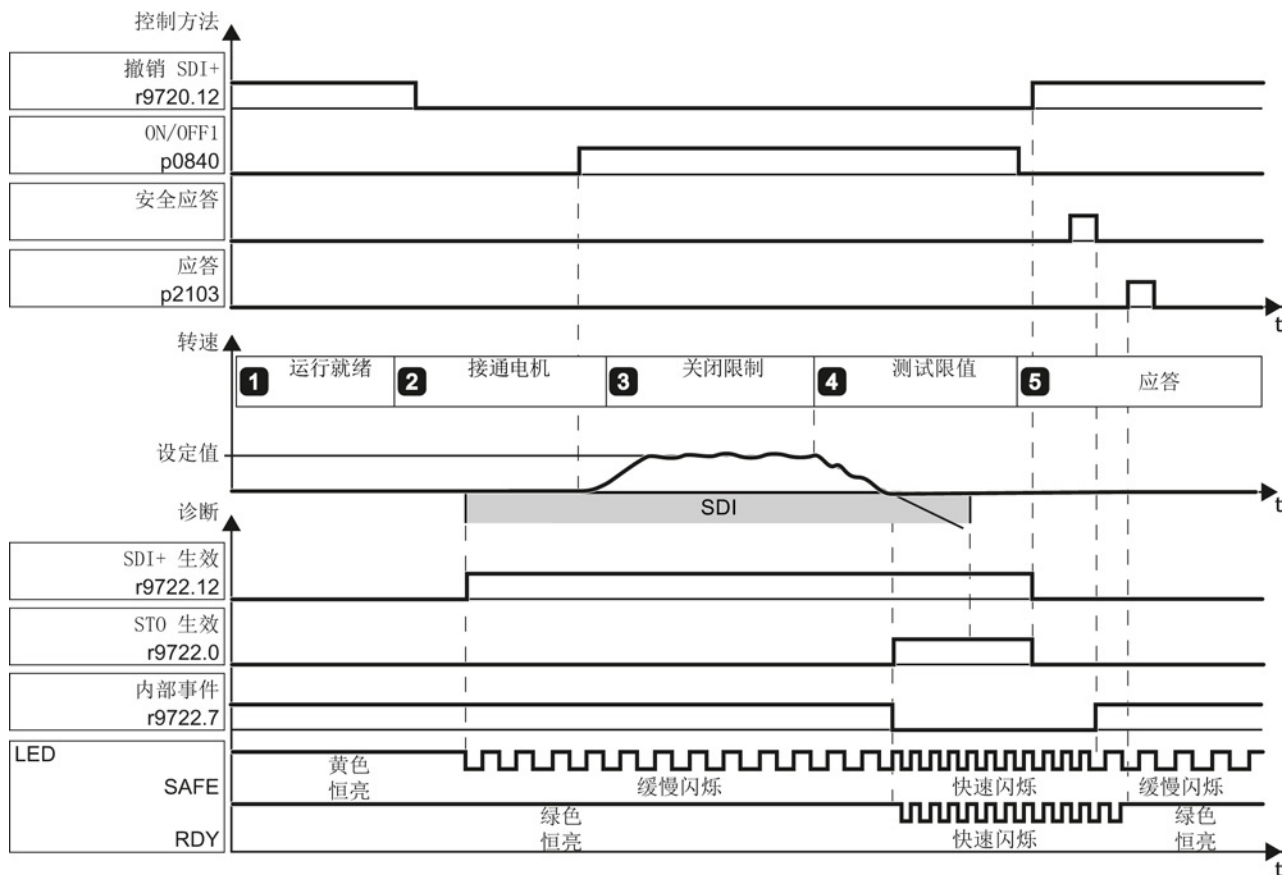 控制方法
撤销 SDI+
r9720.12
ON/OFF1
p0840
安全应答
应答
p2103
t
转速
1 运行就绪 2 接通电机 3 关闭限制 4 测试限值 5 应答
设定值
SDI
t
诊断
SDI+ 生效
r9722.12
STO 生效
r9722.0
内部事件
r9722.7
LED
SAFE
黄色
恒亮
缓慢闪烁
快速闪烁
缓慢闪烁
RDY
绿色
恒亮
快速闪烁
绿色
恒亮
t